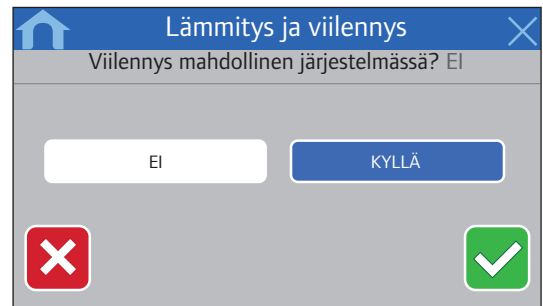 Lämmitys ja viilennys
Viilennys mahdollinen järjestelmässä? EI
EI
KYLLÄ